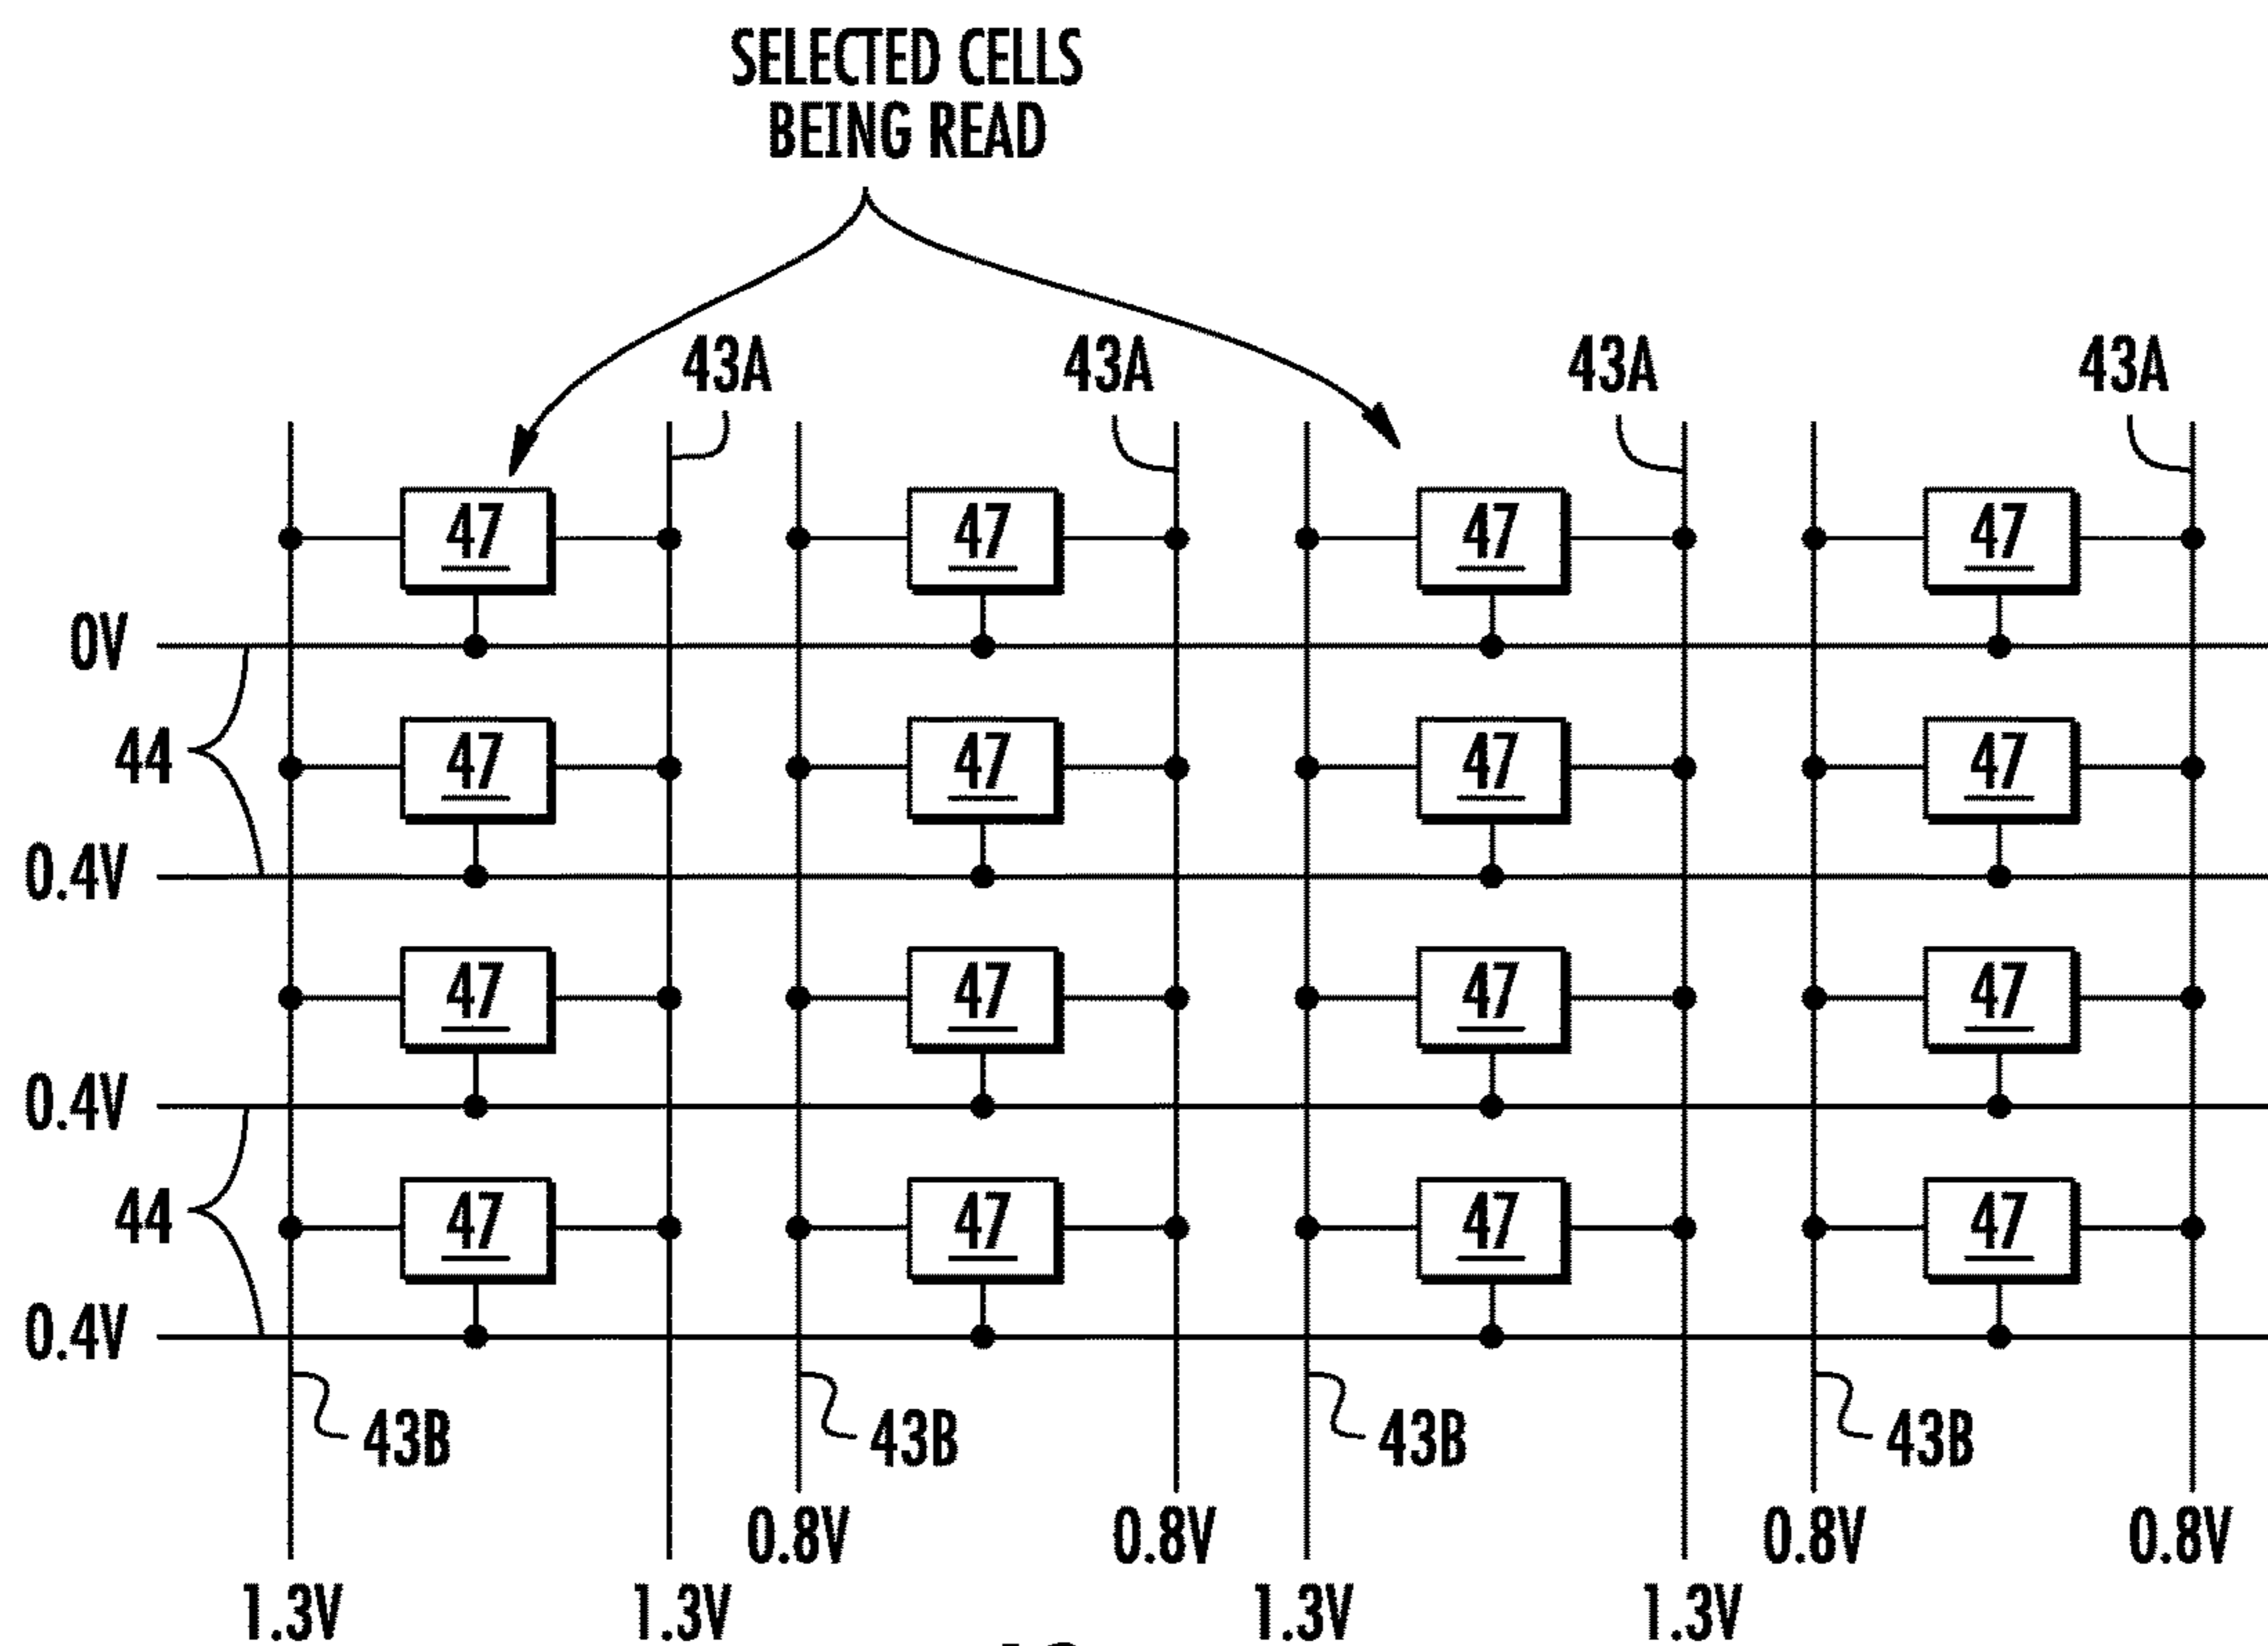 SELECTED CELLS
BEING READ
43A 43A 43A 43A
47 47 47 47
0V
44
47 47 47 47
0.4V
47 47 47 47
0.4V
44
47 47 47 47
0.4V
43B 43B 43B 43B
0.8V 0.8V 0.8V 0.8V
1.3V 1.3V 1.3V 1.3V